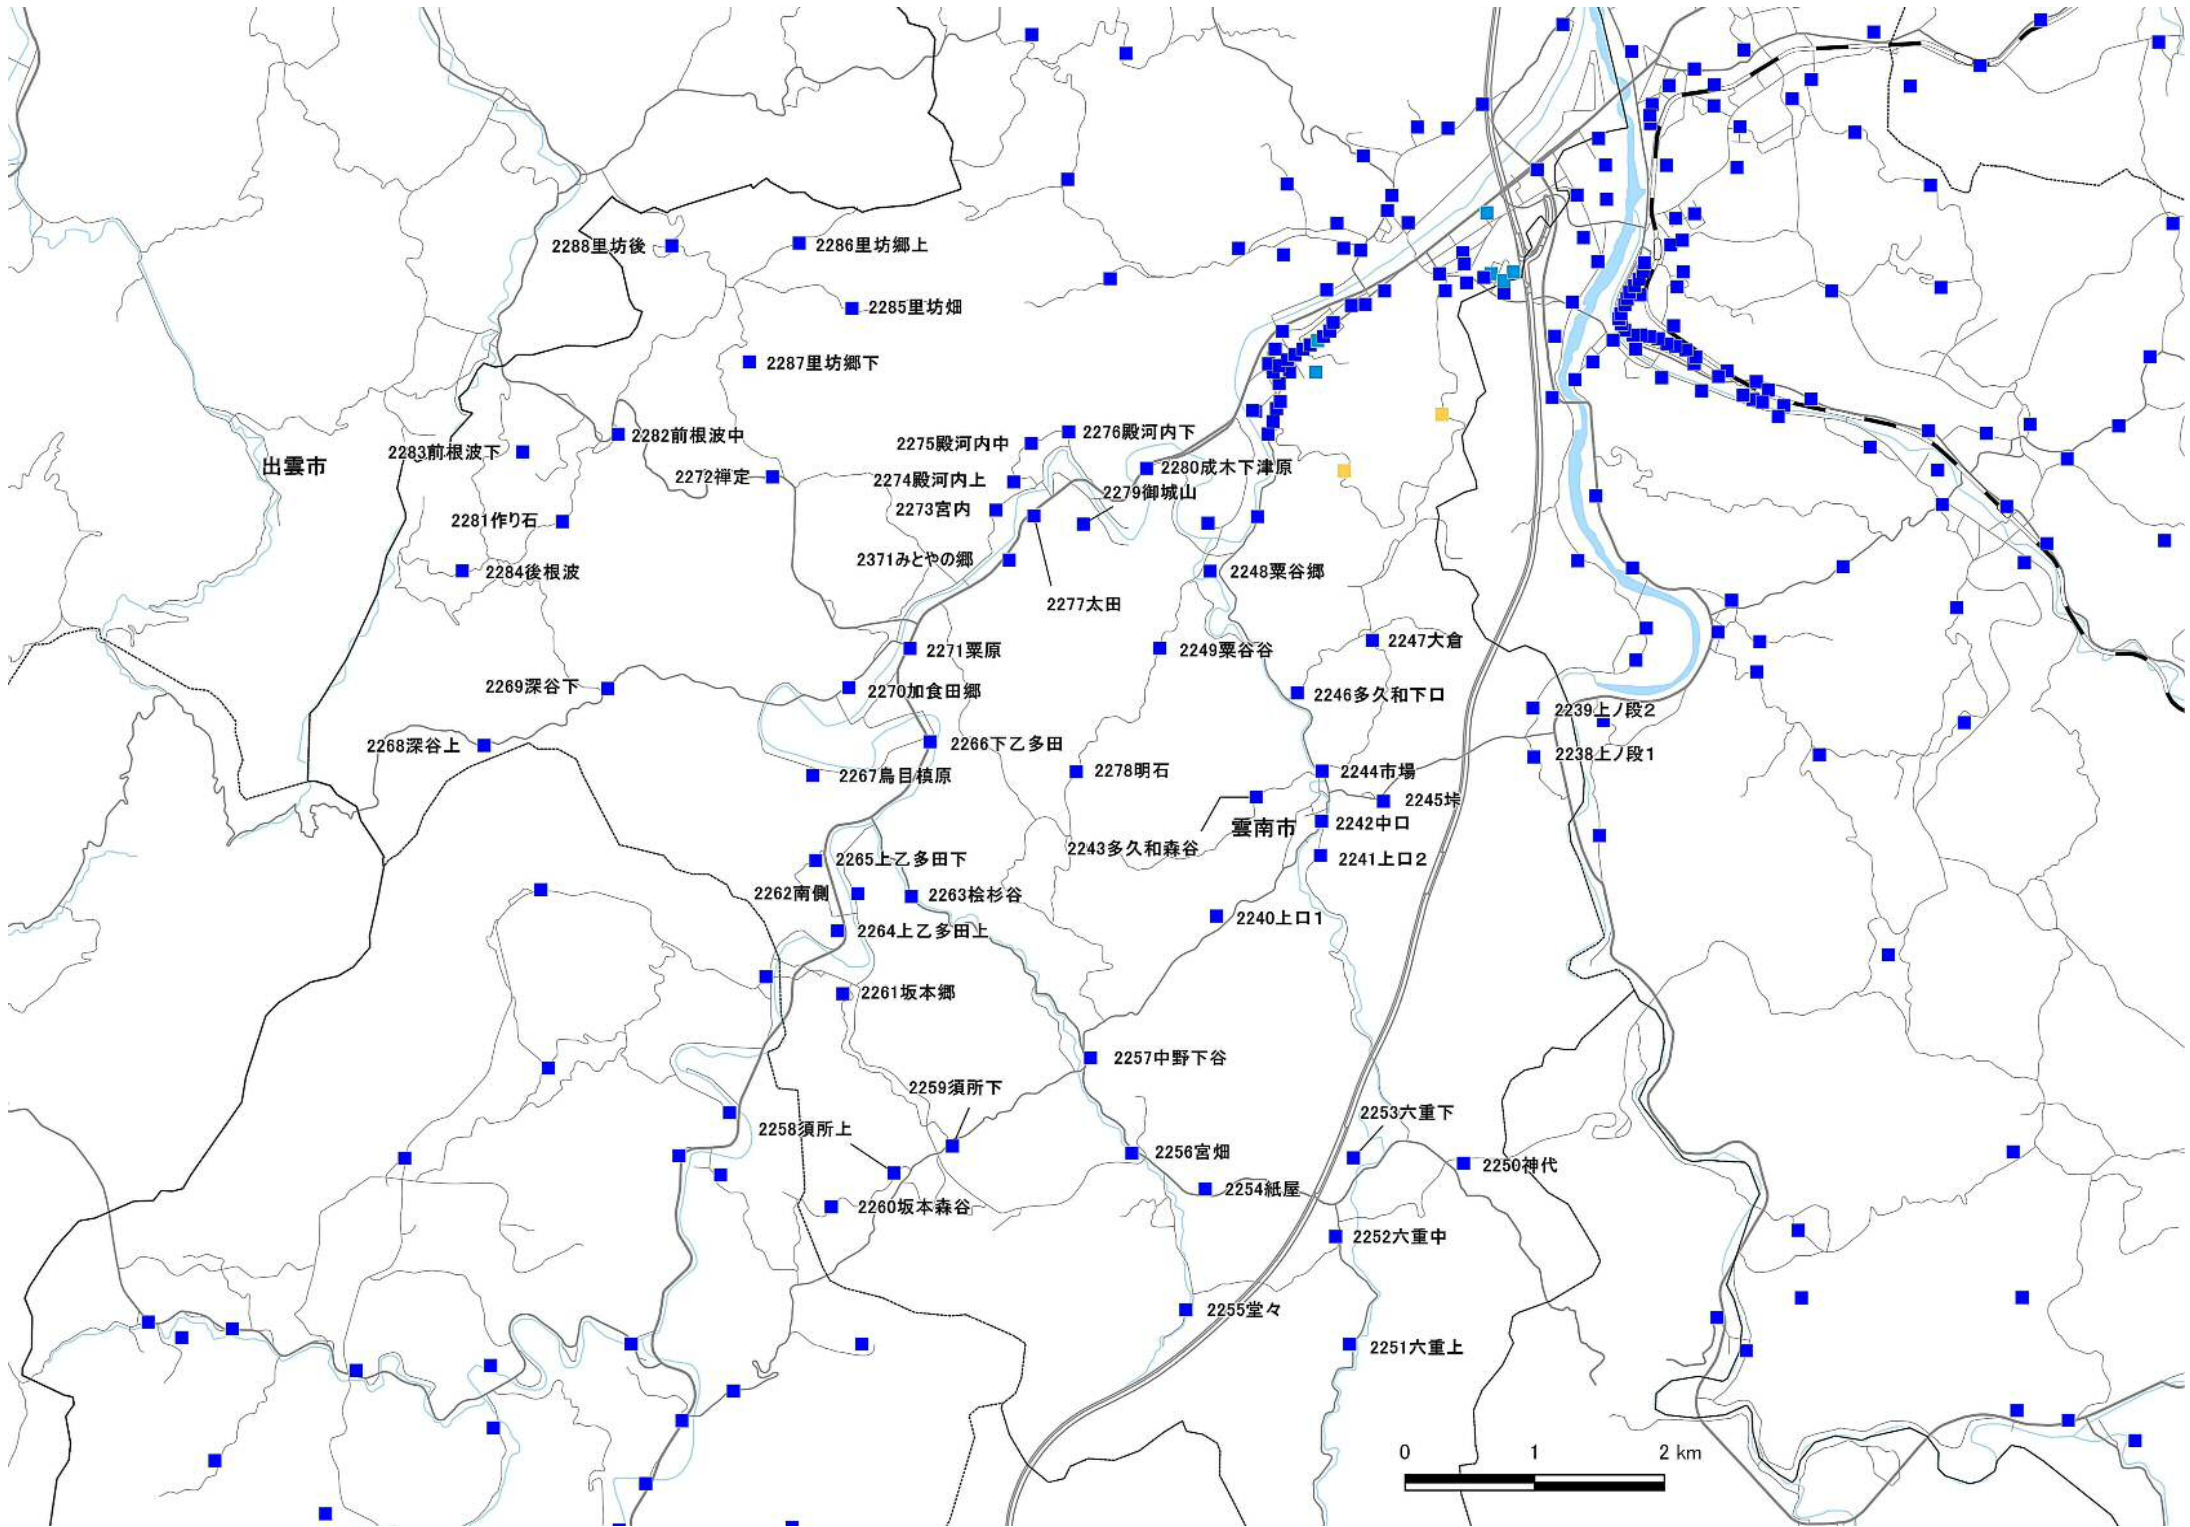 2288里坊後
2286里坊郷上
2285里坊畑
2287里坊郷下
2282前根波中
2283前根波下
2275殿河内中
2276殿河内下
出雲市
2272禅定
2274殿河内上
2280成木下津原
2279御城山
2273宮内
2281作り石
2284後根波
2371みとやの郷
2248粟谷郷
2277太田
2271粟原
2249粟谷谷
2247大倉
2269深谷下
2270加食田郷
2246多久和下口
2239上ノ段2
2268深谷上
2266下乙多田
2238上ノ段1
2267烏目槙原
2278明石
2244市場
2245垰
雲南市
2242中口
2243多久和森谷
2241上口2
2265上乙多田下
2262南側
2263桧杉谷
2240上口1
2264上乙多田上
2261坂本郷
2257中野下谷
2259須所下
2253六重下
2258須所上
2256宮畑
2250神代
2254紙屋
2260坂本森谷
2252六重中
2255堂々
2251六重上
0 1 2 km